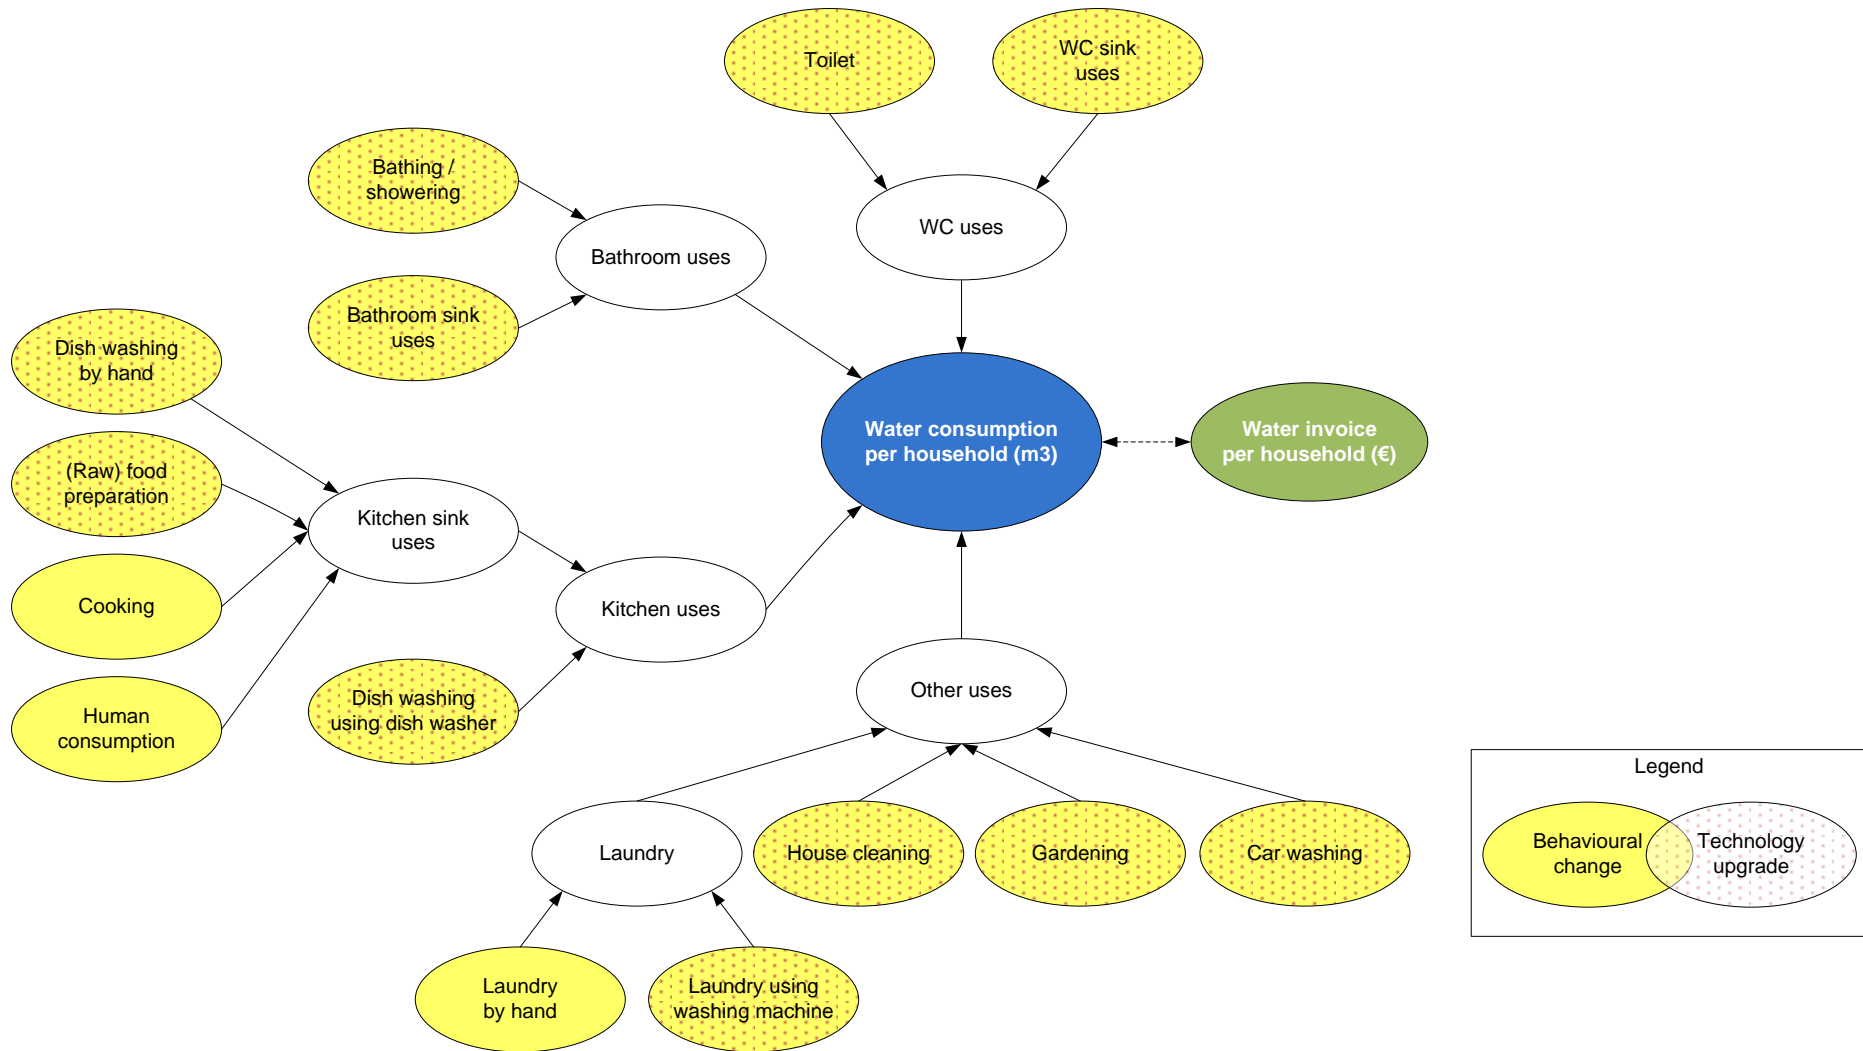 Toilet
WC sink
uses
Bathing /
showering
WC uses
Bathroom uses
Bathroom sink
uses
Dish washing
by hand
Water consumption
per household (m3)
Water invoice
per household (€)
(Raw) food
preparation
Kitchen sink
uses
Cooking
Kitchen uses
Human
consumption
Dish washing
using dish washer
Other uses
Legend
Laundry
House cleaning
Gardening
Car washing
Behavioural
change
Technology
upgrade
Laundry
by hand
Laundry using
washing machine